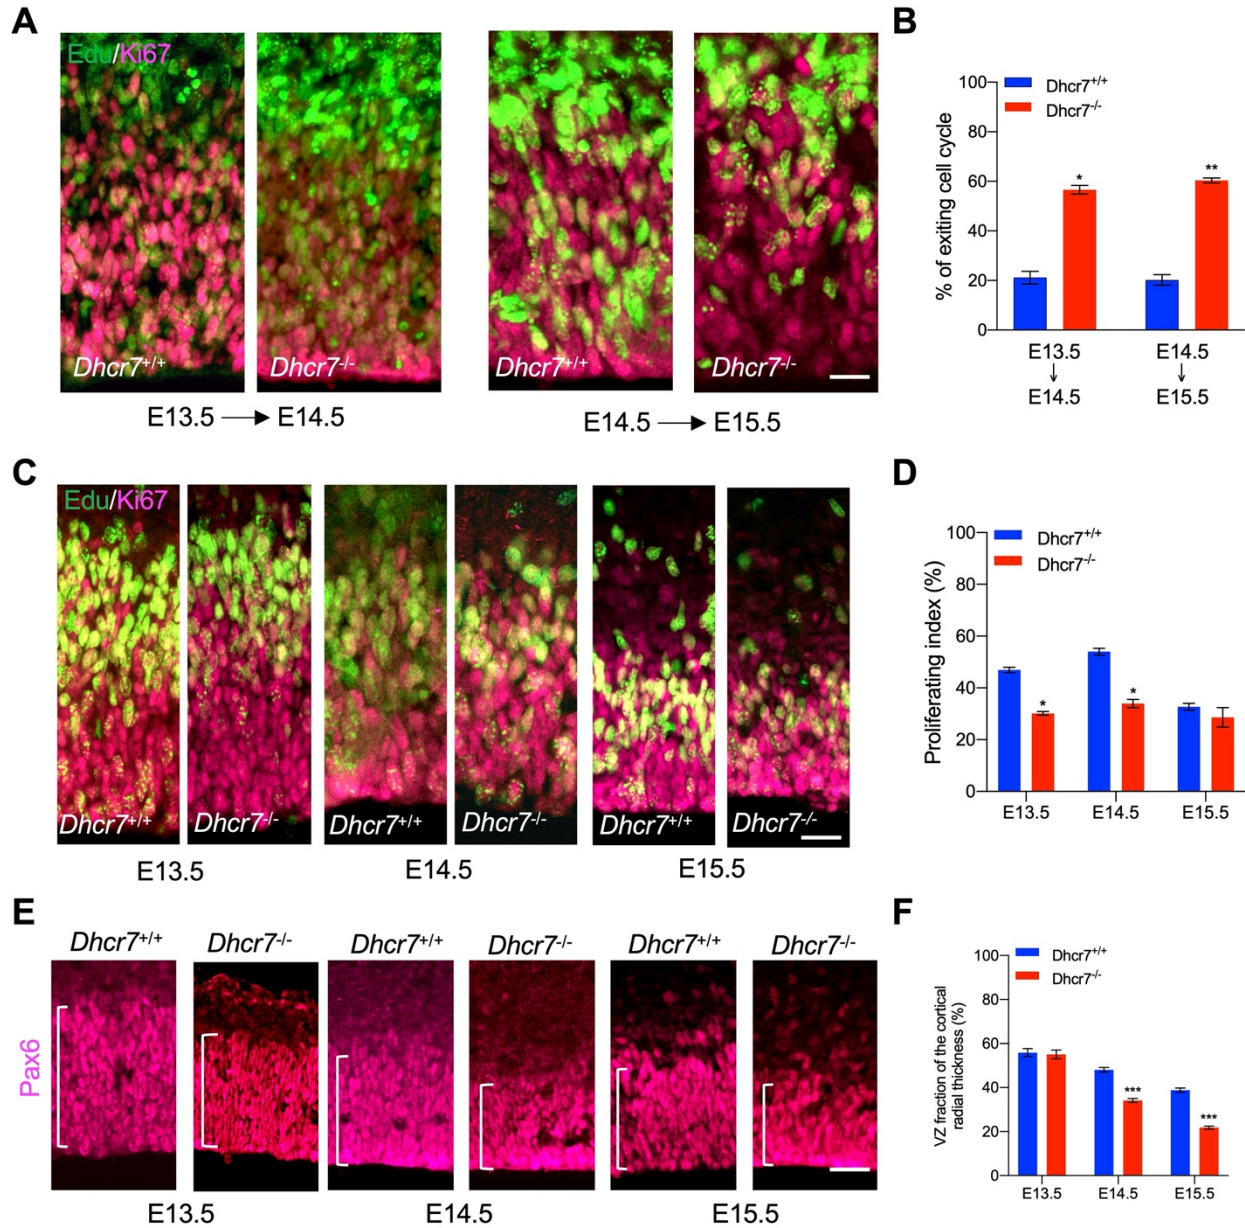 A
Edu/Ki67
Dhcr7+/+
Dhcr7-/-
Dhcr7+/+
Dhcr7-/-
E13.5 → E14.5
E14.5 → E15.5
B
Dhcr7+/+
Dhcr7-/-
% of exiting cell cycle
100
80
60
40
20
0
*
**
E13.5
↓
E14.5
E14.5
↓
E15.5
C
Edu/Ki67
Dhcr7+/+
Dhcr7-/-
Dhcr7+/+
Dhcr7-/-
Dhcr7+/+
Dhcr7-/-
E13.5
E14.5
E15.5
D
Dhcr7+/+
Dhcr7-/-
Proliferating index (%)
100
80
60
40
20
0
*
*
E13.5
E14.5
E15.5
E
Pax6
Dhcr7+/+
Dhcr7-/-
Dhcr7+/+
Dhcr7-/-
Dhcr7+/+
Dhcr7-/-
E13.5
E14.5
E15.5
F
Dhcr7+/+
Dhcr7-/-
VZ fraction of the cortical
radial thickness (%)
100
80
60
40
20
0
***
***
E13.5
E14.5
E15.5